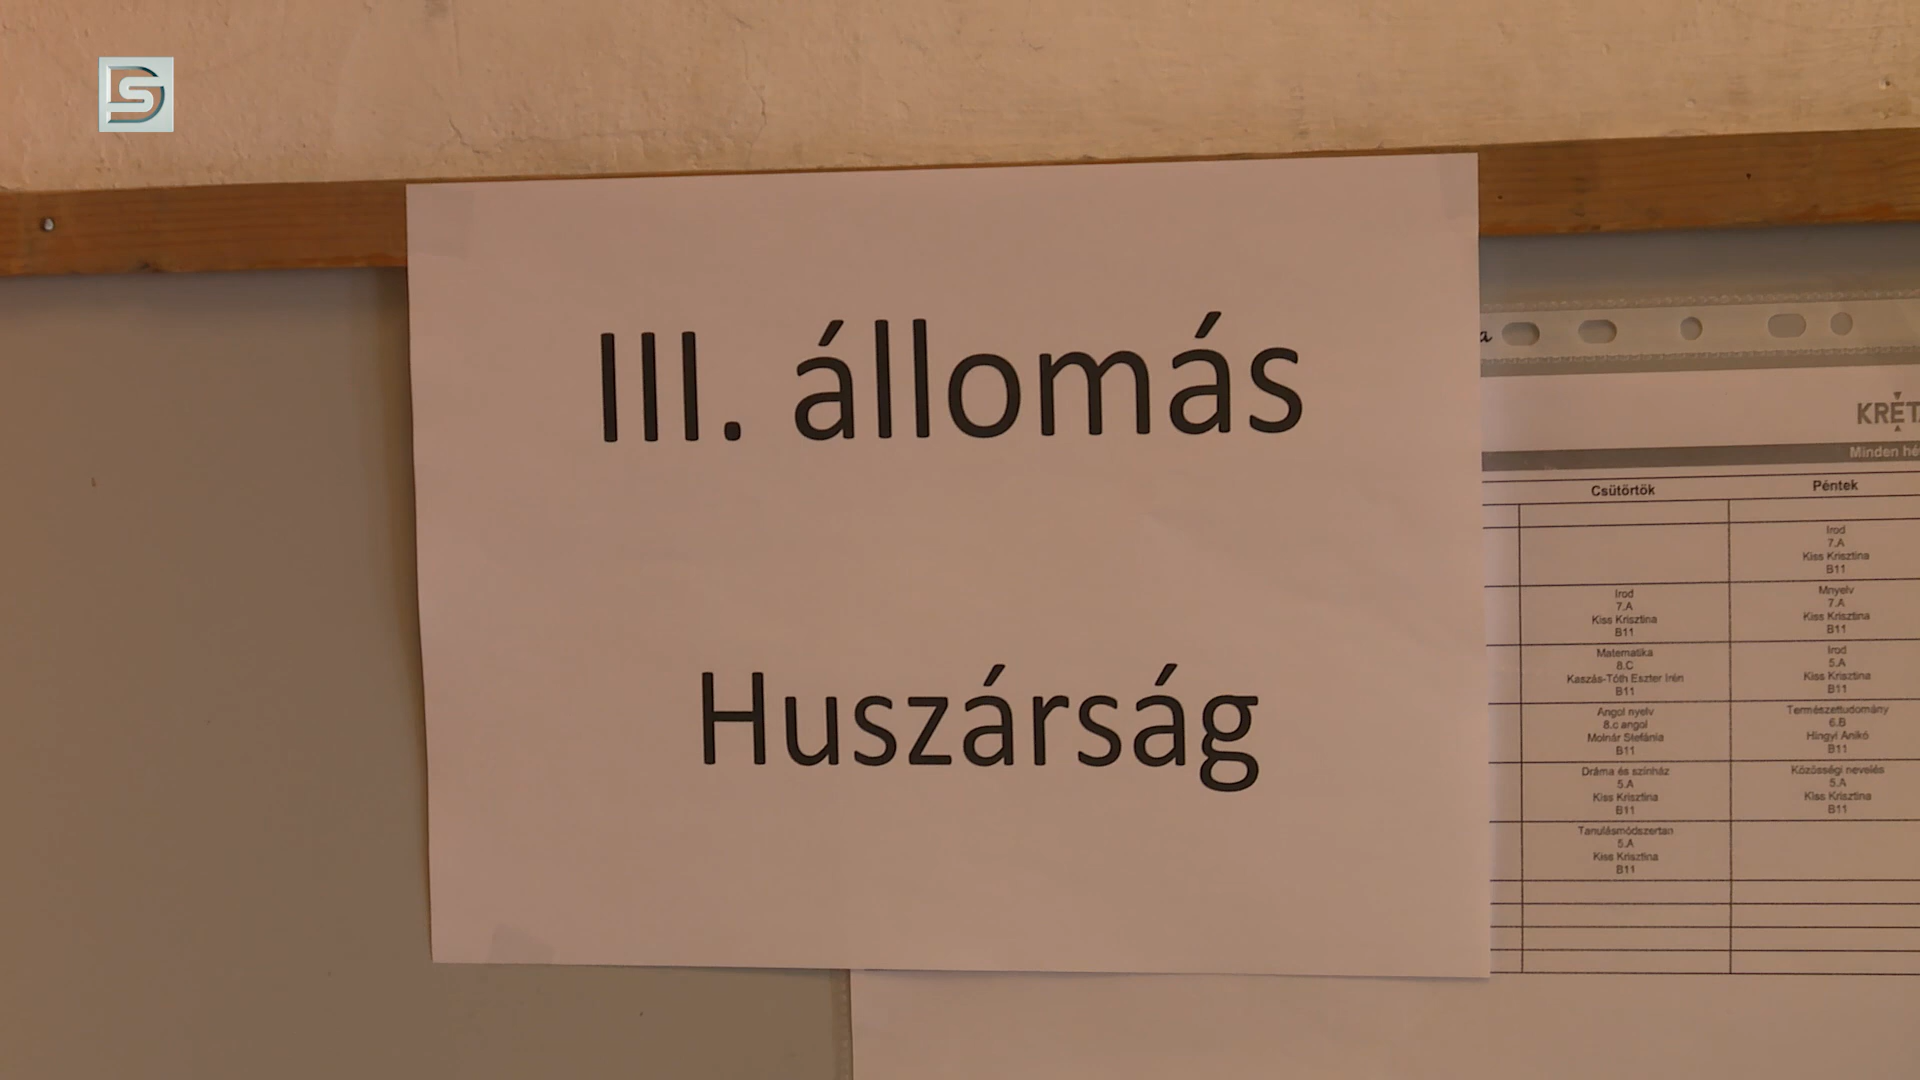 III. állomás
Huszárság
KRÉT
Minden hé
Csütörtök
Péntek
Irod
7.A
Kiss Krisztina
B11
Irod
7.A
Kiss Krisztina
B11
Mnyelv
7.A
Kiss Krisztina
B11
Matematika
8.C
Kaszás-Tóth Eszter Irén
B11
Irod
5.A
Kiss Krisztina
B11
Angol nyelv
8.c angol
Molnár Stefánia
B11
Természettudomány
6.B
Hingyi Anikó
B11
Dráma és színház
5.A
Kiss Krisztina
B11
Közösségi nevelés
5.A
Kiss Krisztina
B11
Tanulásmódszertan
5.A
Kiss Krisztina
B11